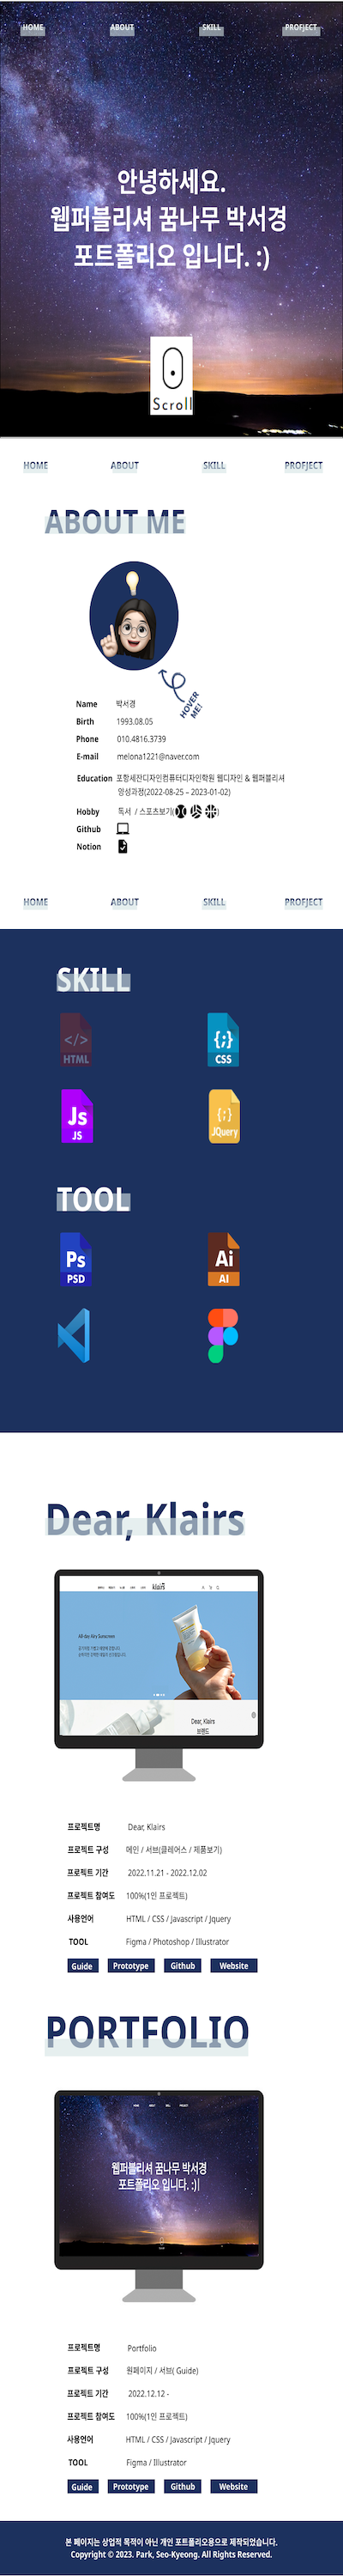 HOME ABOUT SKILL PROFJECT
안녕하세요.
웹퍼블리셔 꿈나무 박서경
포트폴리오 입니다. :)
Scroll
HOME ABOUT SKILL PROFJECT
ABOUT ME
HOVER
ME!
Name 박서경
Birth 1993.08.05
Phone 010.4816.3739
E-mail melona1221@naver.com
Education 포항세잔디자인컴퓨터디자인학원 웹디자인 & 웹퍼블리셔
양성과정(2022-08-25 ~ 2023-01-02)
Hobby 독서 / 스포츠보기( )
Github
Notion
HOME ABOUT SKILL PROFJECT
SKILL
</> {;}
HTML CSS
Js {;}
JS JQuery
TOOL
Ps Ai
PSD AI
Dear, Klairs
klairs
All-day Airy Sunscreen
Dear, Klairs
브랜드
프로젝트명 Dear, Klairs
프로젝트 구성 메인 / 서브(클레어스 / 제품보기)
프로젝트 기간 2022.11.21 - 2022.12.02
프로젝트 참여도 100%(1인 프로젝트)
사용언어 HTML / CSS / Javascript / Jquery
TOOL Figma / Photoshop / Illustrator
Guide Prototype Github Website
PORTFOLIO
HOME ABOUT SKILL PROJECT
웹퍼블리셔 꿈나무 박서경
포트폴리오 입니다. :)|
프로젝트명 Portfolio
프로젝트 구성 원페이지 / 서브( Guide)
프로젝트 기간 2022.12.12 -
프로젝트 참여도 100%(1인 프로젝트)
사용언어 HTML / CSS / Javascript / Jquery
TOOL Figma / Illustrator
Guide Prototype Github Website
본 페이지는 상업적 목적이 아닌 개인 포트폴리오용으로 제작되었습니다.
Copyright © 2023. Park, Seo-Kyeong. All Rights Reserved.